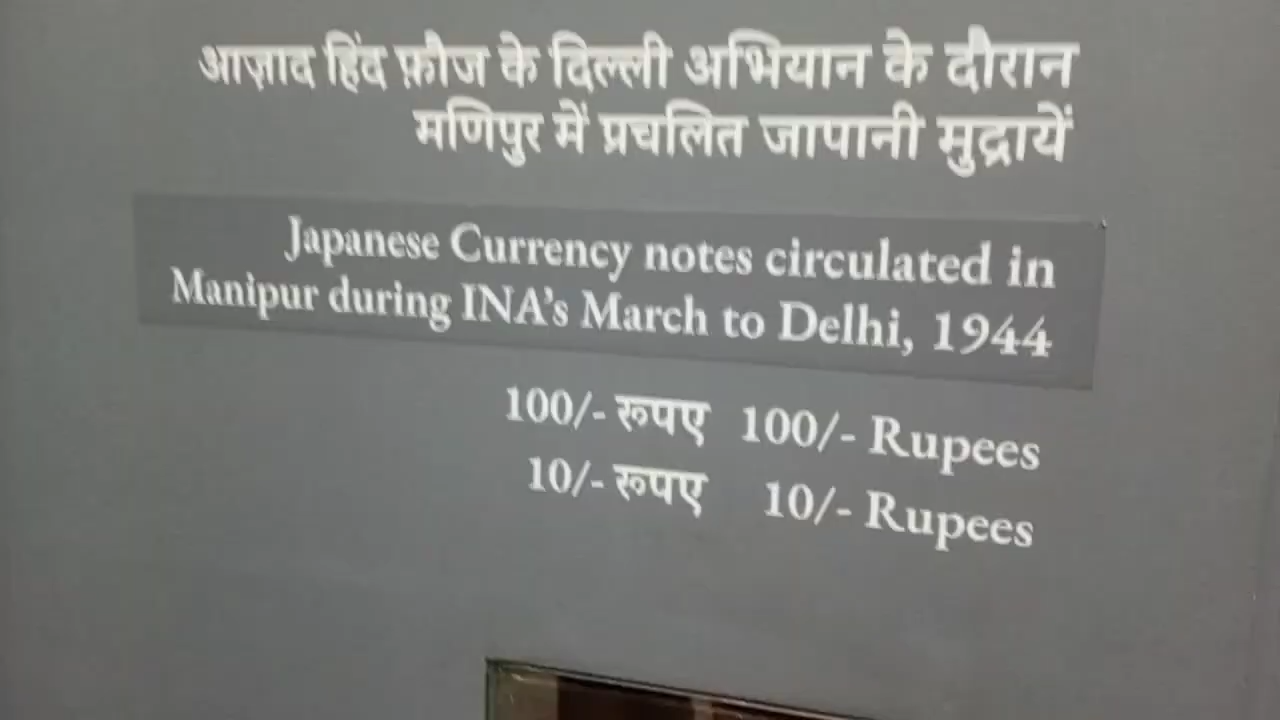 आज़ाद हिंद फ़ौज के दिल्ली अभियान के दौरान
मणिपुर में प्रचलित जापानी मुद्रायें
Japanese Currency notes circulated in
Manipur during INA's March to Delhi, 1944
100/- रूपए 100/- Rupees
10/- रूपए 10/- Rupees